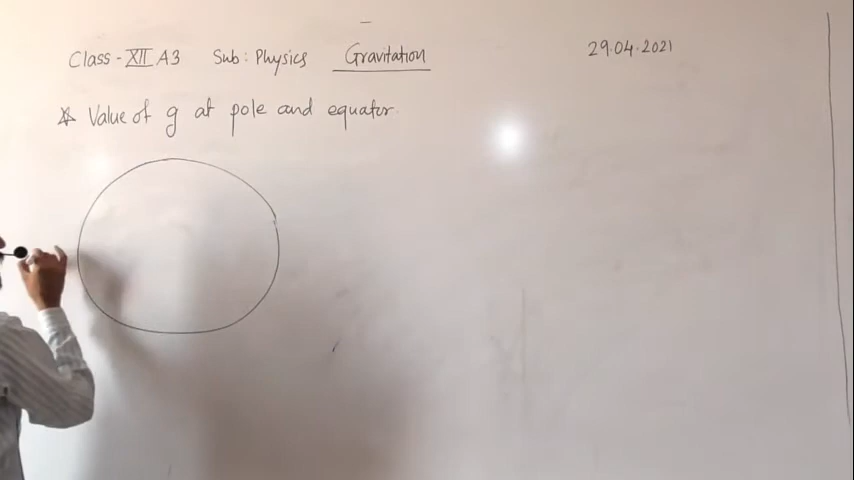 Class - XII A3 Sub: Physics Gravitation 29.04.2021
* Value of g at pole and equator.